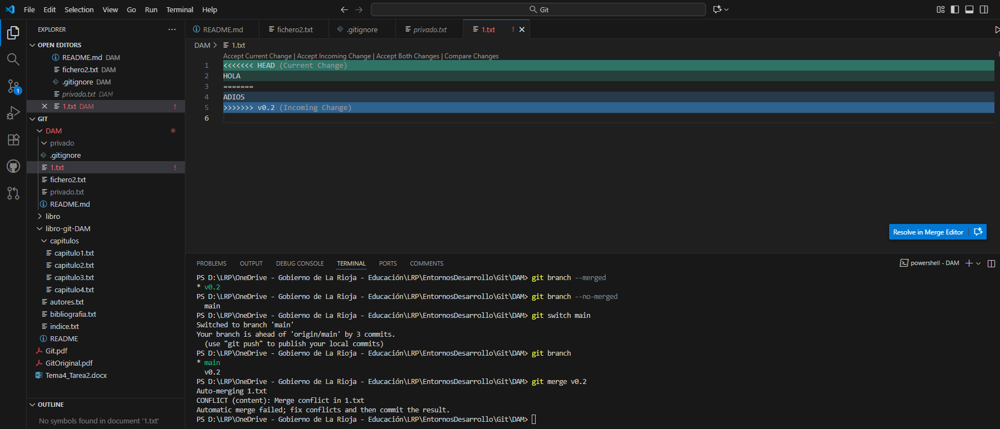 File Edit Selection View Go Run Terminal Help
Git
EXPLORER
OPEN EDITORS
README.md DAM
fichero2.txt DAM
.gitignore DAM
privado.txt DAM
1.txt DAM !
GIT
DAM
privado
.gitignore
1.txt !
fichero2.txt
privado.txt
README.md
libro
libro-git-DAM
capitulos
capitulo1.txt
capitulo2.txt
capitulo3.txt
capitulo4.txt
autores.txt
bibliografia.txt
indice.txt
README
Git.pdf
GitOriginal.pdf
Tema4_Tarea2.docx
OUTLINE
No symbols found in document '1.txt'
1
README.md fichero2.txt .gitignore privado.txt 1.txt !
DAM > 1.txt
Accept Current Change | Accept Incoming Change | Accept Both Changes | Compare Changes
1 <<<<<<< HEAD (Current Change)
2 HOLA
3 =======
4 ADIOS
5 >>>>>>> v0.2 (Incoming Change)
6
Resolve in Merge Editor
PROBLEMS OUTPUT DEBUG CONSOLE TERMINAL PORTS COMMENTS
powershell - DAM
PS D:\LRP\OneDrive - Gobierno de La Rioja - Educación\LRP\EntornosDesarrollo\Git\DAM> git branch --merged
* v0.2
PS D:\LRP\OneDrive - Gobierno de La Rioja - Educación\LRP\EntornosDesarrollo\Git\DAM> git branch --no-merged
main
PS D:\LRP\OneDrive - Gobierno de La Rioja - Educación\LRP\EntornosDesarrollo\Git\DAM> git switch main
Switched to branch 'main'
Your branch is ahead of 'origin/main' by 3 commits.
(use "git push" to publish your local commits)
PS D:\LRP\OneDrive - Gobierno de La Rioja - Educación\LRP\EntornosDesarrollo\Git\DAM> git branch
* main
v0.2
PS D:\LRP\OneDrive - Gobierno de La Rioja - Educación\LRP\EntornosDesarrollo\Git\DAM> git merge v0.2
Auto-merging 1.txt
CONFLICT (content): Merge conflict in 1.txt
Automatic merge failed; fix conflicts and then commit the result.
PS D:\LRP\OneDrive - Gobierno de La Rioja - Educación\LRP\EntornosDesarrollo\Git\DAM>